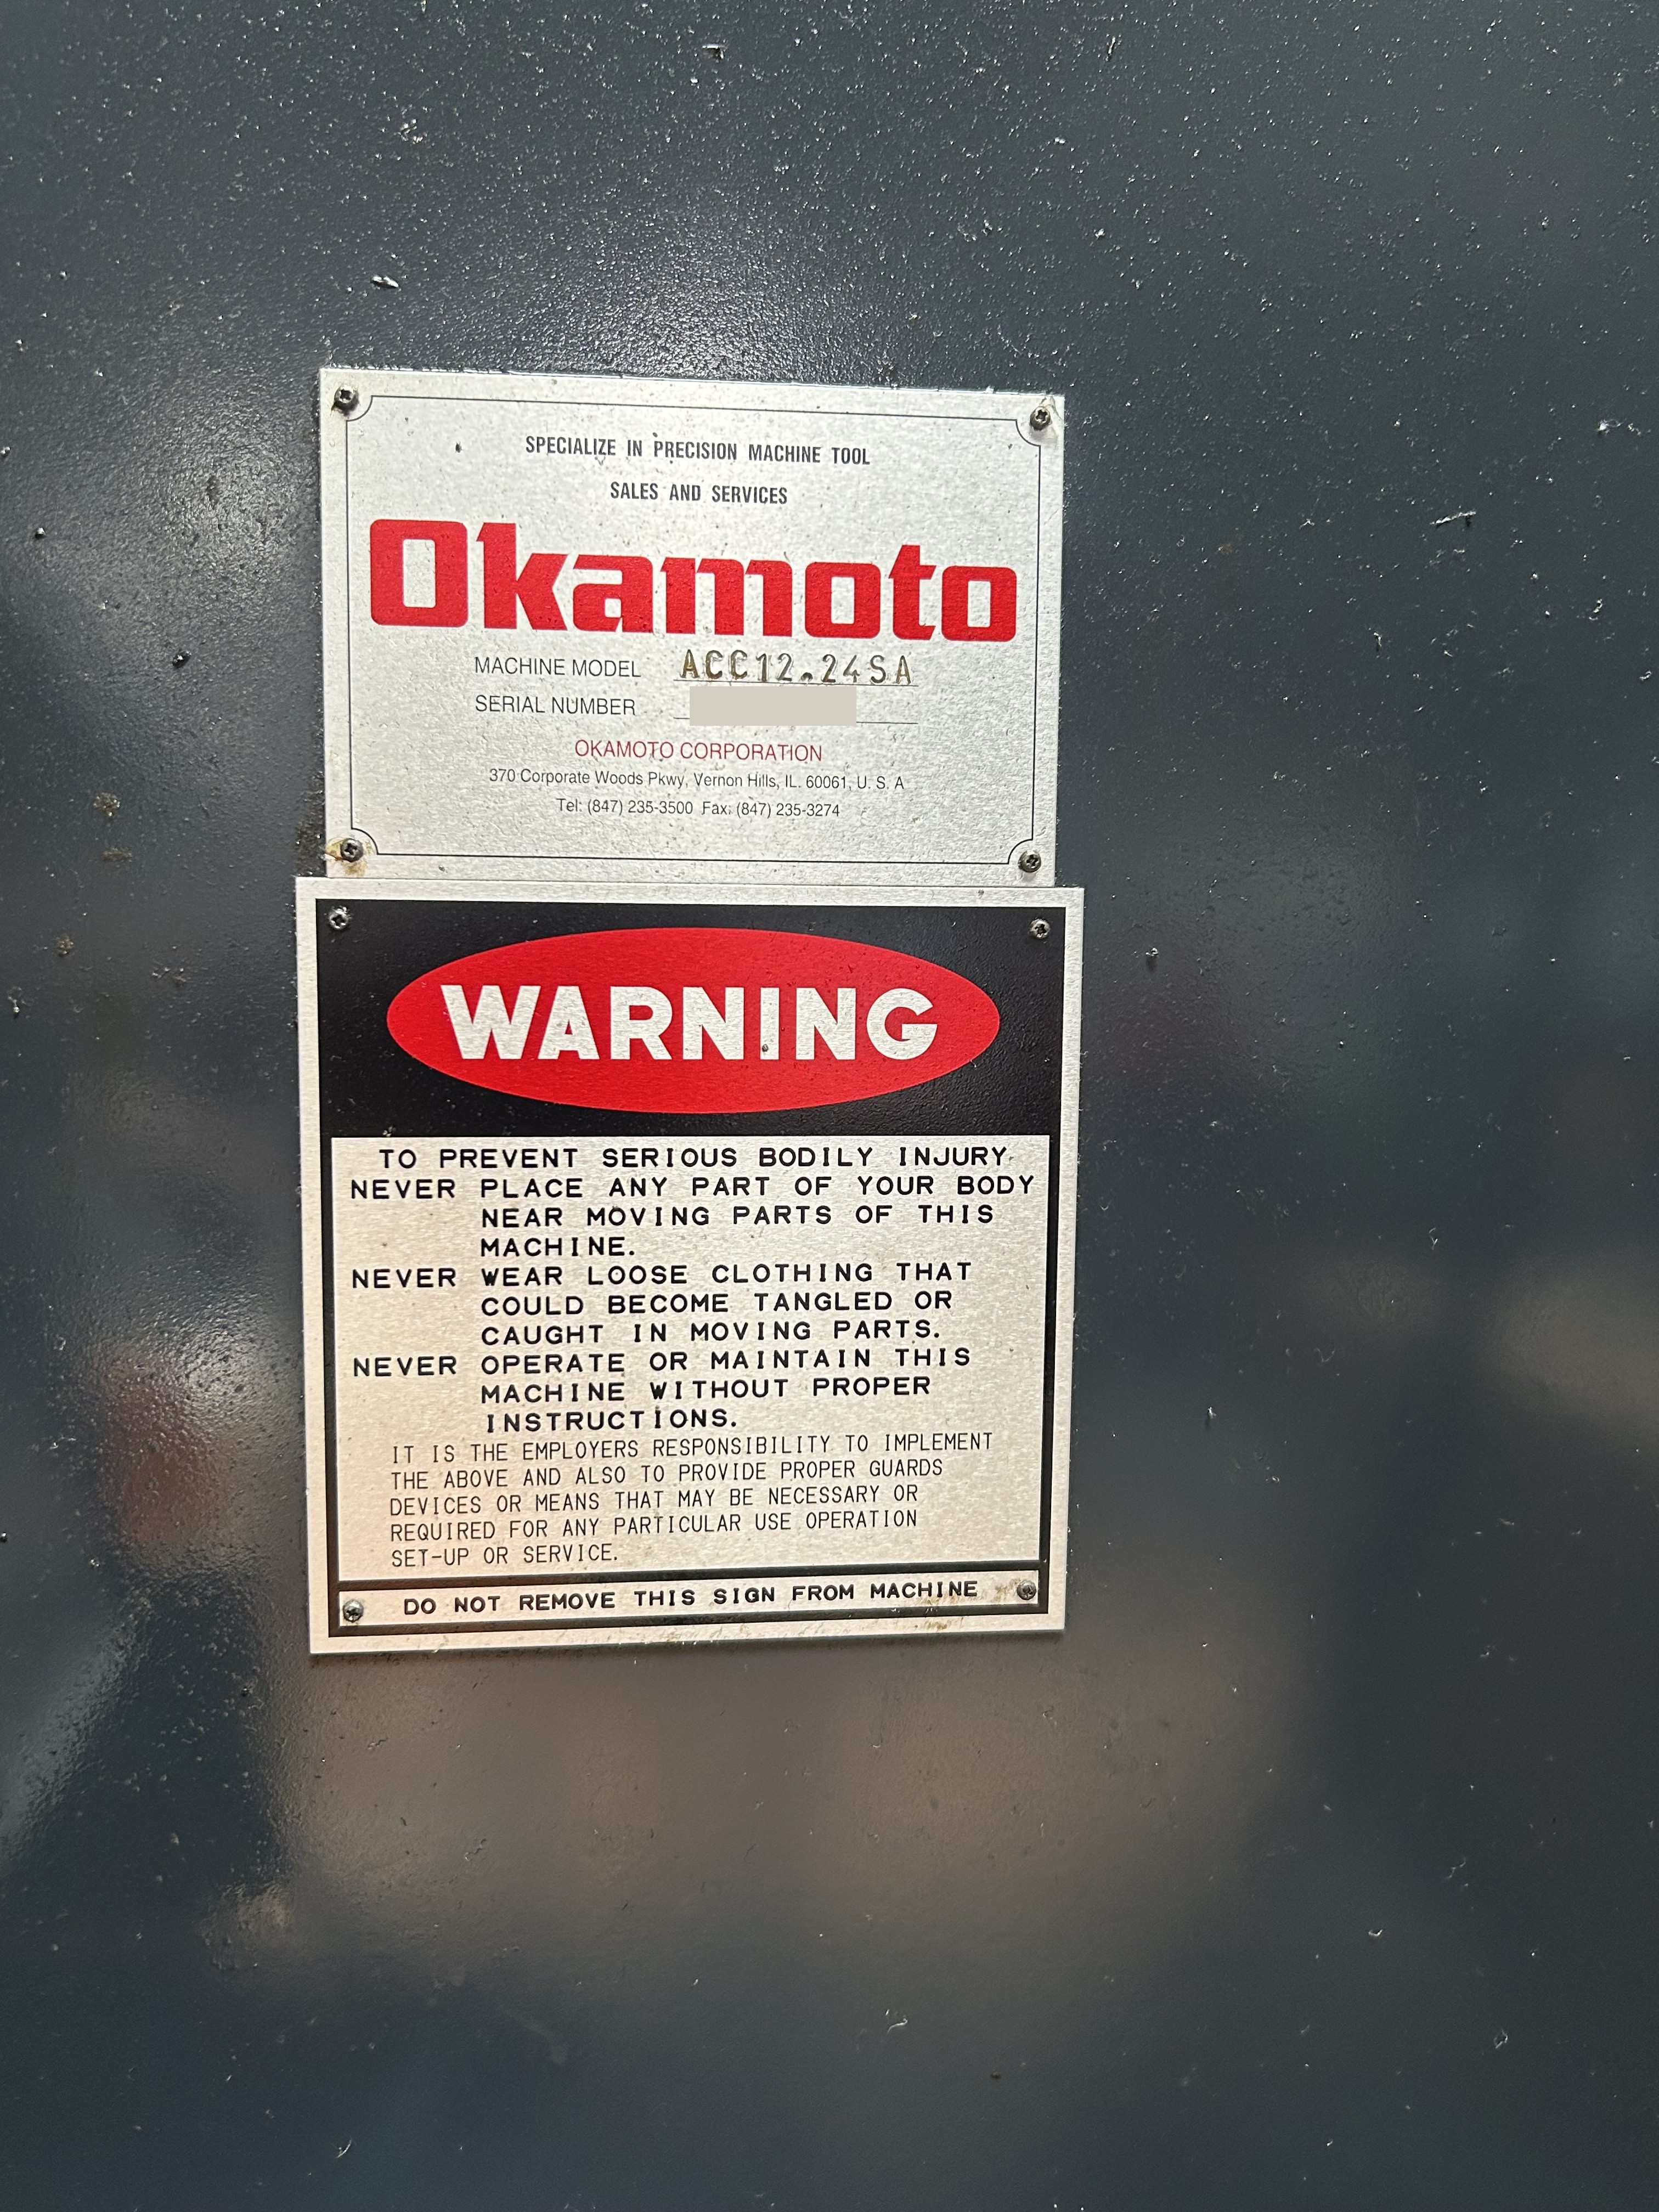 SPECIALIZE IN PRECISION MACHINE TOOL
SALES AND SERVICES
Okamoto
MACHINE MODEL ACC12.24SA
SERIAL NUMBER
OKAMOTO CORPORATION
370 Corporate Woods Pkwy, Vernon Hills, IL. 60061, U. S. A
Tel: (847) 235-3500 Fax: (847) 235-3274
WARNING
TO PREVENT SERIOUS BODILY INJURY
NEVER PLACE ANY PART OF YOUR BODY
NEAR MOVING PARTS OF THIS
MACHINE.
NEVER WEAR LOOSE CLOTHING THAT
COULD BECOME TANGLED OR
CAUGHT IN MOVING PARTS.
NEVER OPERATE OR MAINTAIN THIS
MACHINE WITHOUT PROPER
INSTRUCTIONS.
IT IS THE EMPLOYERS RESPONSIBILITY TO IMPLEMENT
THE ABOVE AND ALSO TO PROVIDE PROPER GUARDS
DEVICES OR MEANS THAT MAY BE NECESSARY OR
REQUIRED FOR ANY PARTICULAR USE OPERATION
SET-UP OR SERVICE.
DO NOT REMOVE THIS SIGN FROM MACHINE